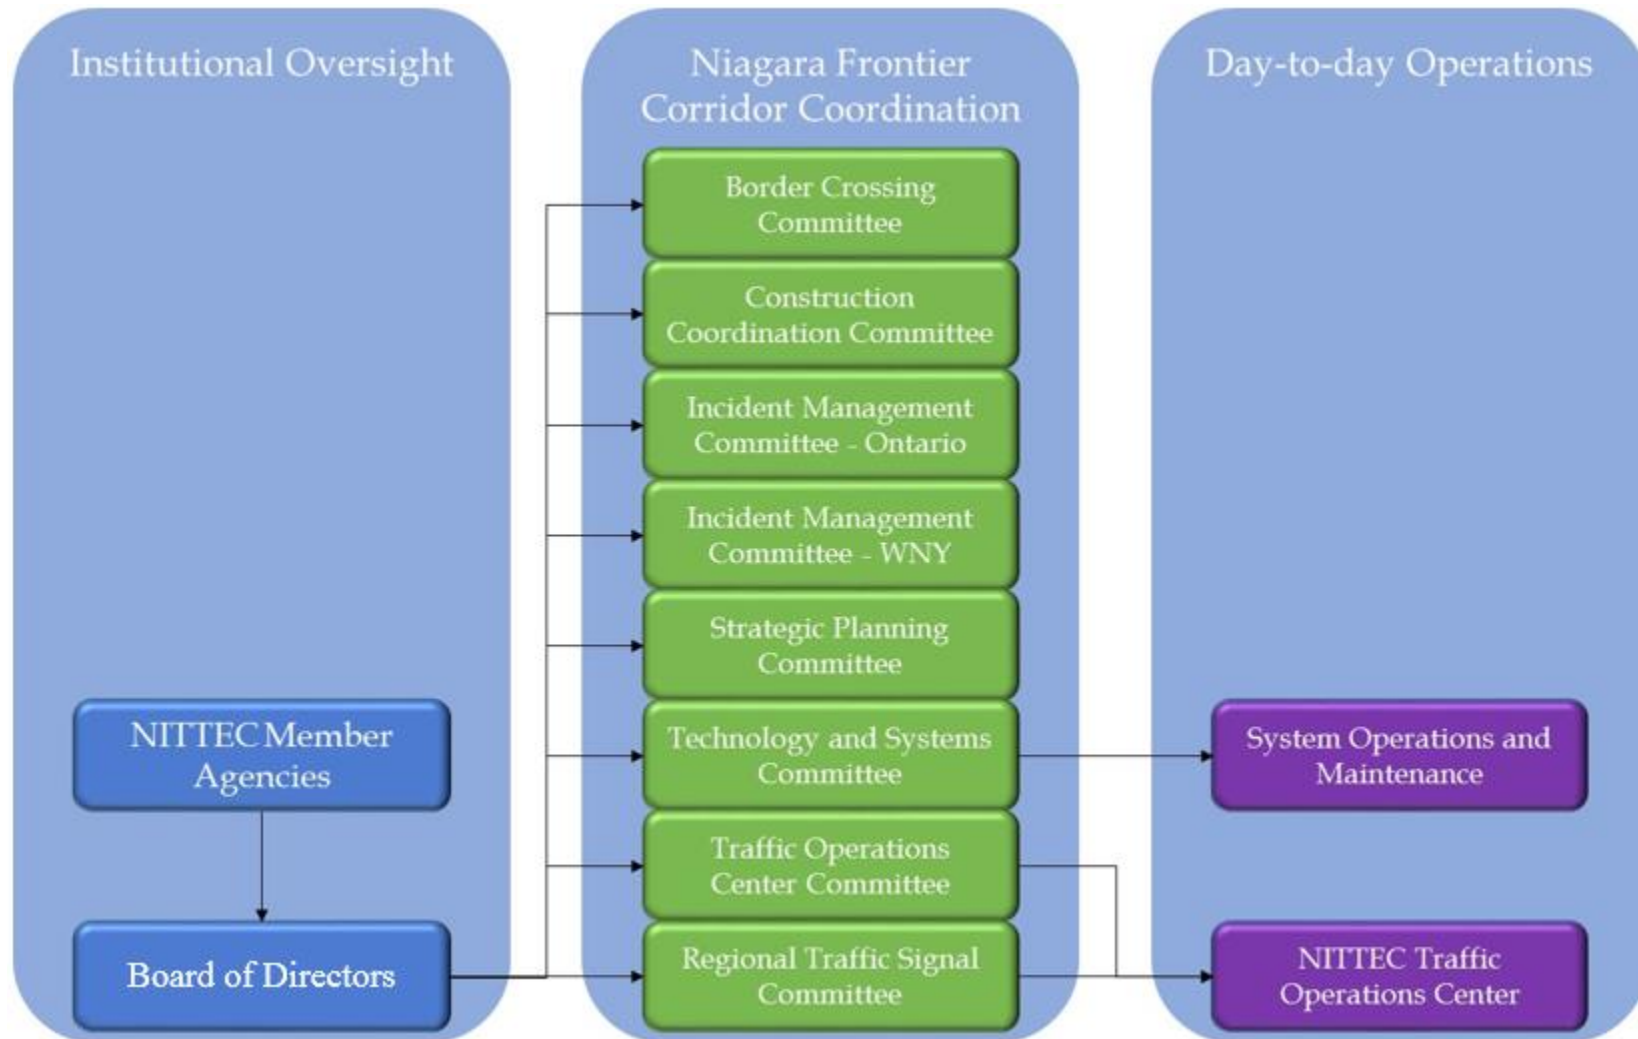 Institutional Oversight
Niagara Frontier
Corridor Coordination
Day-to-day Operations
Border Crossing
Committee
Construction
Coordination Committee
Incident Management
Committee - Ontario
Incident Management
Committee - WNY
Strategic Planning
Committee
NITTEC Member
Agencies
Technology and Systems
Committee
System Operations and
Maintenance
Traffic Operations
Center Committee
Board of Directors
Regional Traffic Signal
Committee
NITTEC Traffic
Operations Center